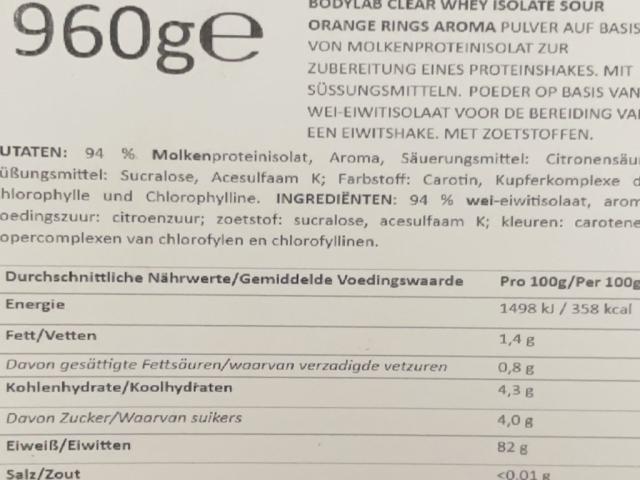 960g℮
BODYLAB CLEAR WHEY ISOLATE SOUR
ORANGE RINGS AROMA PULVER AUF BASIS
VON MOLKENPROTEINISOLAT ZUR
ZUBEREITUNG EINES PROTEINSHAKES. MIT
SÜSSUNGSMITTELN. POEDER OP BASIS VAN
WEI-EIWITISOLAAT VOOR DE BEREIDING VA
EEN EIWITSHAKE. MET ZOETSTOFFEN.
UTATEN: 94 % Molkenproteinisolat, Aroma, Säuerungsmittel: Citronensäu
üßungsmittel: Sucralose, Acesulfaam K; Farbstoff: Carotin, Kupferkomplexe d
hlorophylle und Chlorophylline. INGREDIËNTEN: 94 % wei-eiwitisolaat, arom
oedingszuur: citroenzuur; zoetstof: sucralose, acesulfaam K; kleuren: carotene
opercomplexen van chlorofylen en chlorofyllinen.
Durchschnittliche Nährwerte/Gemiddelde Voedingswaarde Pro 100g/Per 100g
Energie 1498 kJ / 358 kcal
Fett/Vetten 1,4 g
Davon gesättigte Fettsäuren/waarvan verzadigde vetzuren 0,8 g
Kohlenhydrate/Koolhydraten 4,3 g
Davon Zucker/Waarvan suikers 4,0 g
Eiweiß/Eiwitten 82 g
Salz/Zout <0,01 g